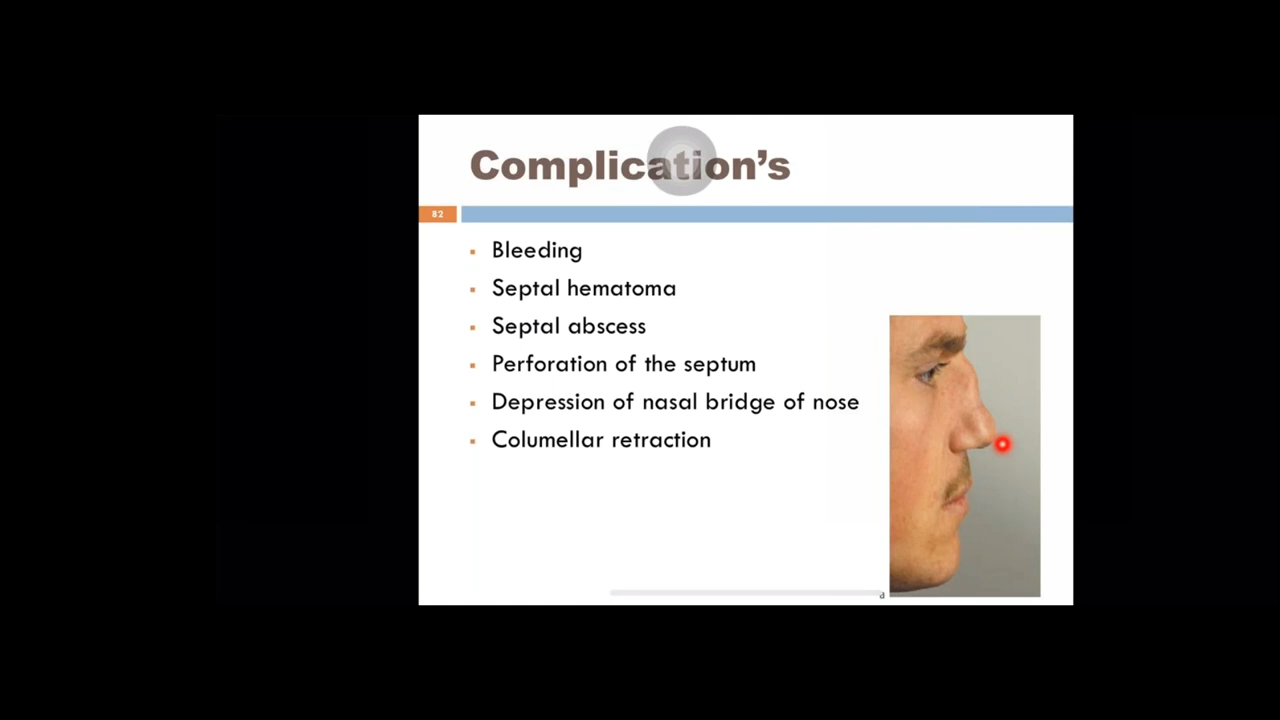 Complication's
82
Bleeding
Septal hematoma
Septal abscess
Perforation of the septum
Depression of nasal bridge of nose
Columellar retraction
a